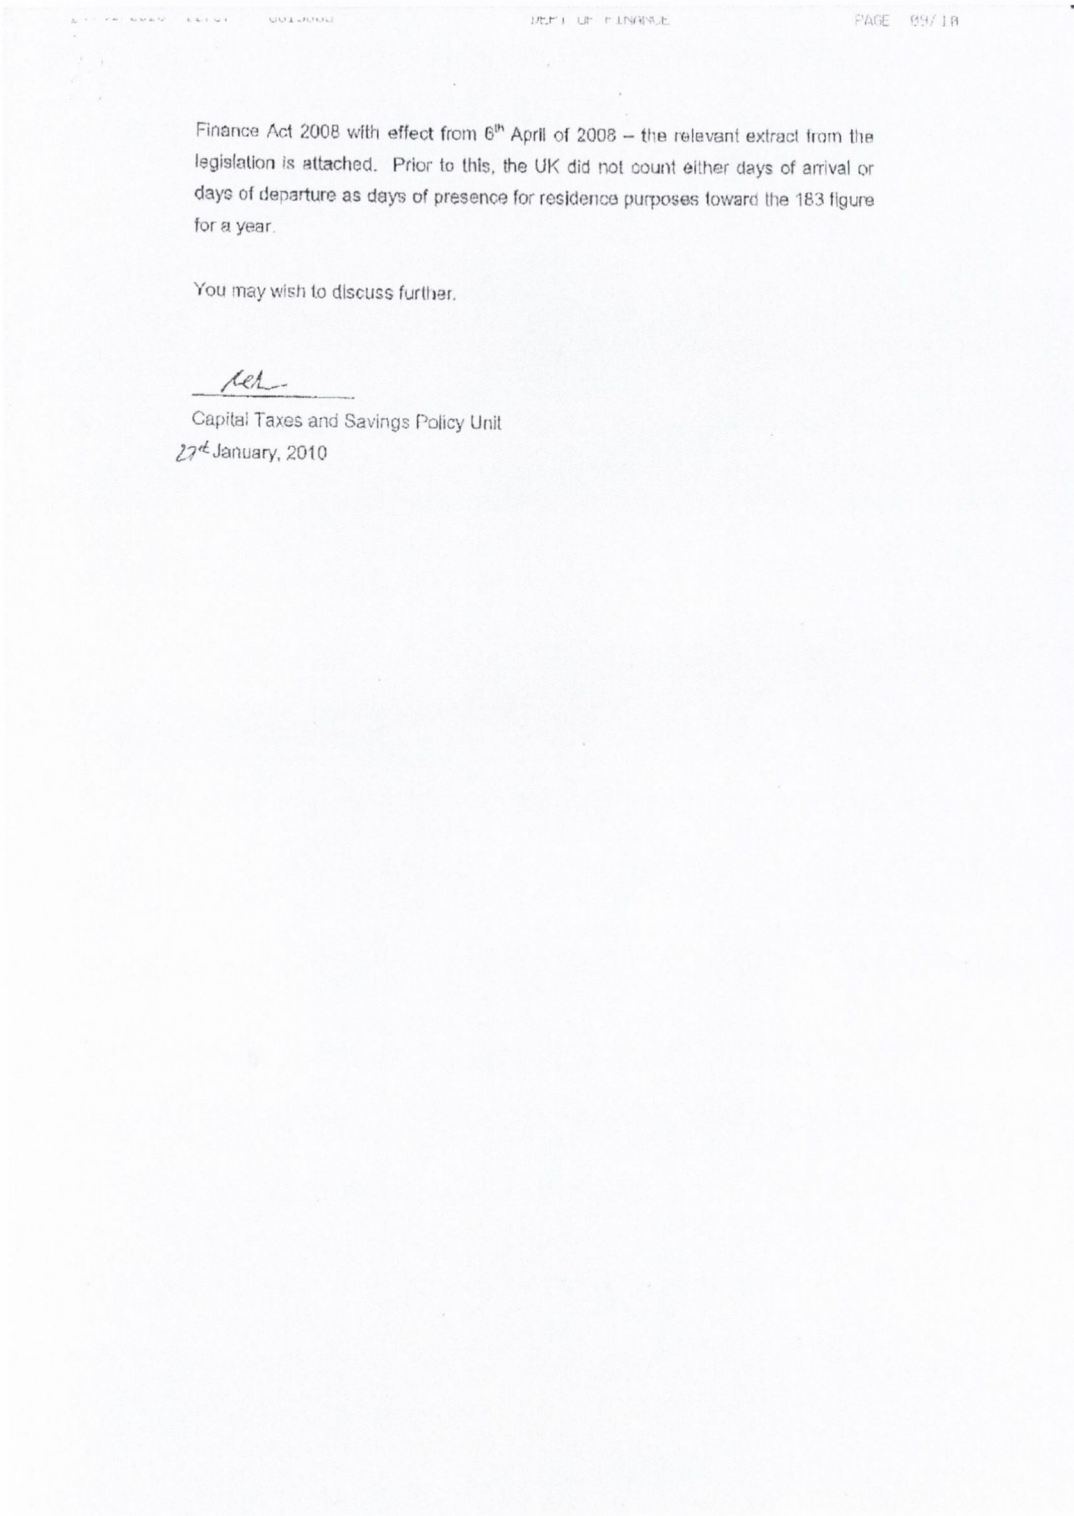 DEPT OF FINANCE PAGE 09/10
Finance Act 2008 with effect from 6th April of 2008 – the relevant extract from the
legislation is attached. Prior to this, the UK did not count either days of arrival or
days of departure as days of presence for residence purposes toward the 183 figure
for a year.
You may wish to discuss further.
Capital Taxes and Savings Policy Unit
January, 2010